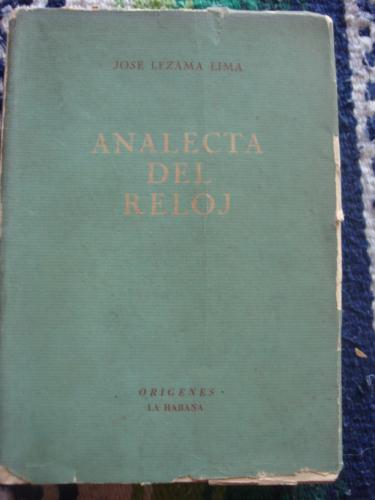 JOSE LEZAMA LIMA
ANALECTA
DEL
RELOJ
ORIGENES
LA HABANA